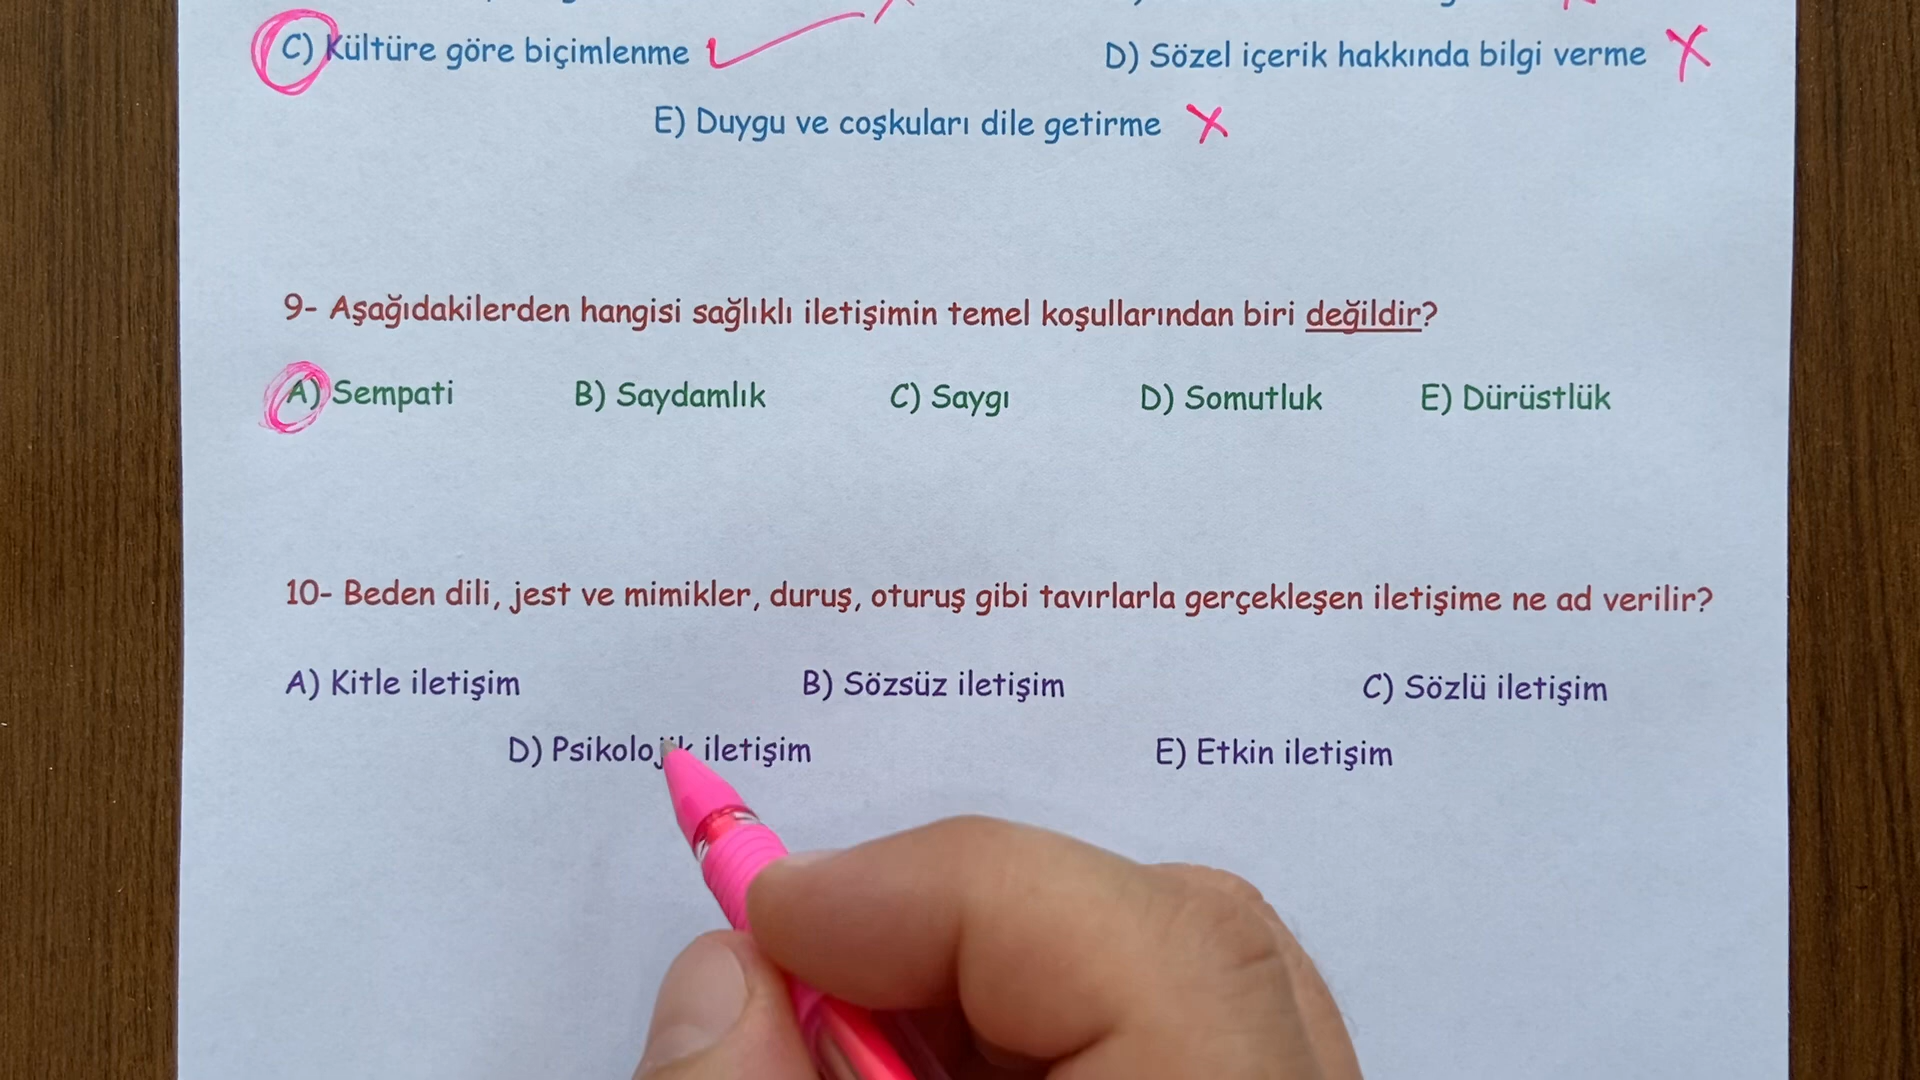 C) Kültüre göre biçimlenme
D) Sözel içerik hakkında bilgi verme
E) Duygu ve coşkuları dile getirme
9- Aşağıdakilerden hangisi sağlıklı iletişimin temel koşullarından biri değildir?
A) Sempati B) Saydamlık C) Saygı D) Somutluk E) Dürüstlük
10- Beden dili, jest ve mimikler, duruş, oturuş gibi tavırlarla gerçekleşen iletişime ne ad verilir?
A) Kitle iletişim B) Sözsüz iletişim C) Sözlü iletişim
D) Psikolojik iletişim E) Etkin iletişim